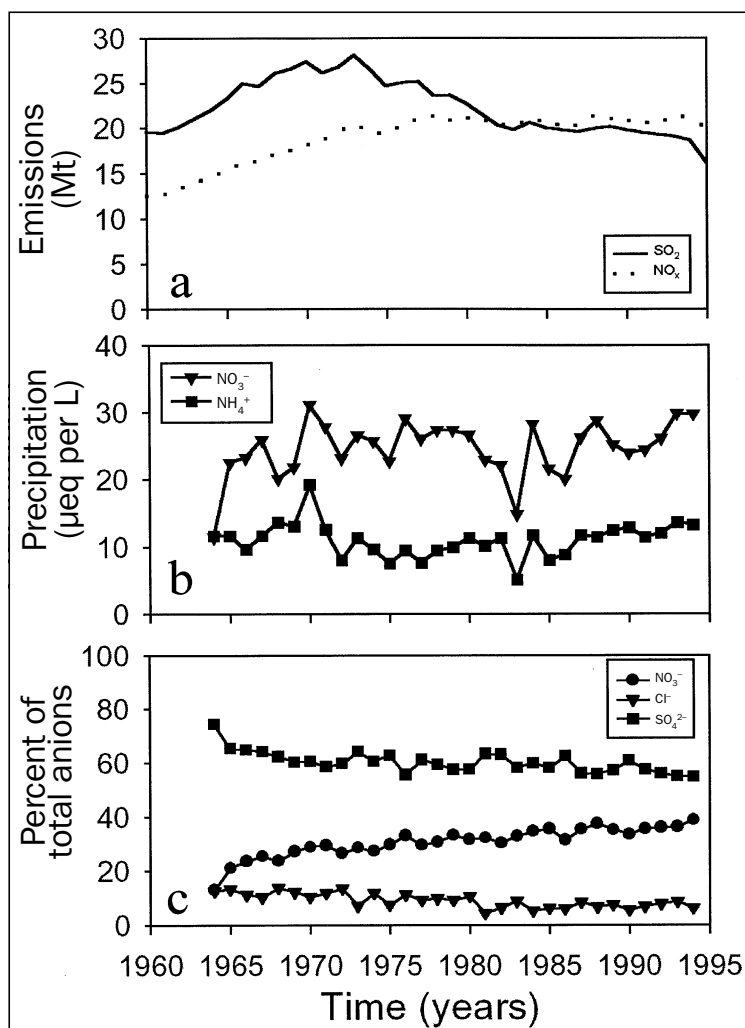 Emissions
(Mt)
30
25
20
15
10
5
0
a
SO₂
NOₓ
Precipitation
(µeq per L)
40
30
20
10
0
b
NO₃⁻
NH₄⁺
Percent of
total anions
100
80
60
40
20
0
c
NO₃⁻
Cl⁻
SO₄²⁻
1960 1965 1970 1975 1980 1985 1990 1995
Time (years)